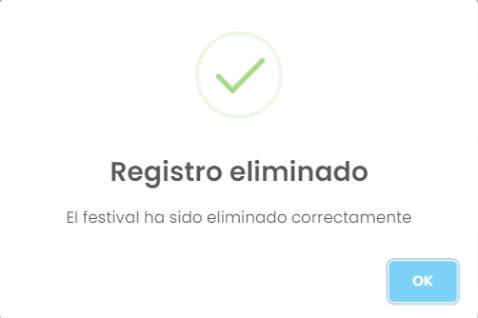 Registro eliminado
El festival ha sido eliminado correctamente
OK